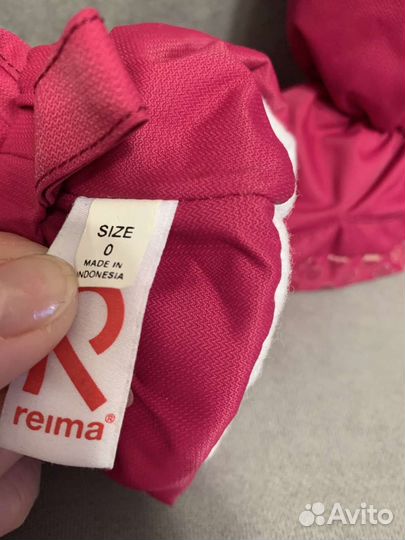 SIZE
0
MADE IN
INDONESIA
reima®
Avito